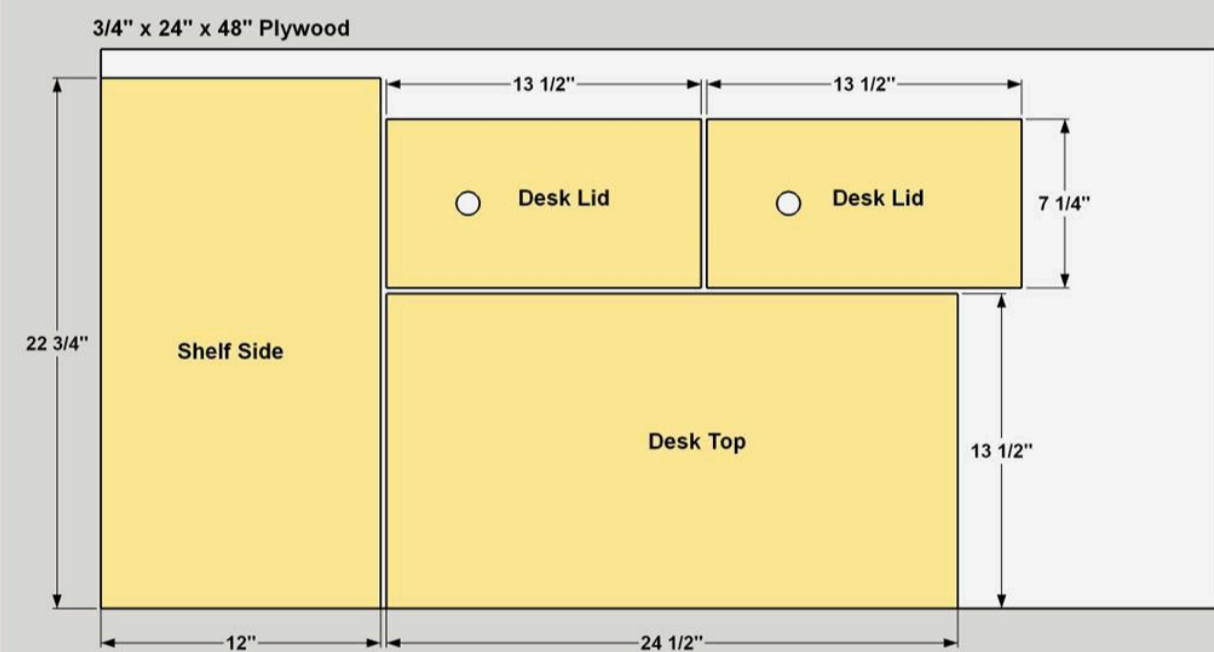 3/4" x 24" x 48" Plywood
13 1/2"
13 1/2"
Desk Lid
Desk Lid
7 1/4"
22 3/4"
Shelf Side
Desk Top
13 1/2"
12"
24 1/2"